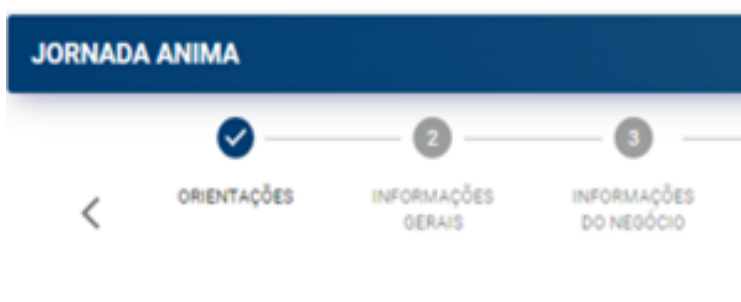 JORNADA ANIMA
2
3
ORIENTAÇÕES
INFORMAÇÕES
GERAIS
INFORMAÇÕES
DO NEGÓCIO